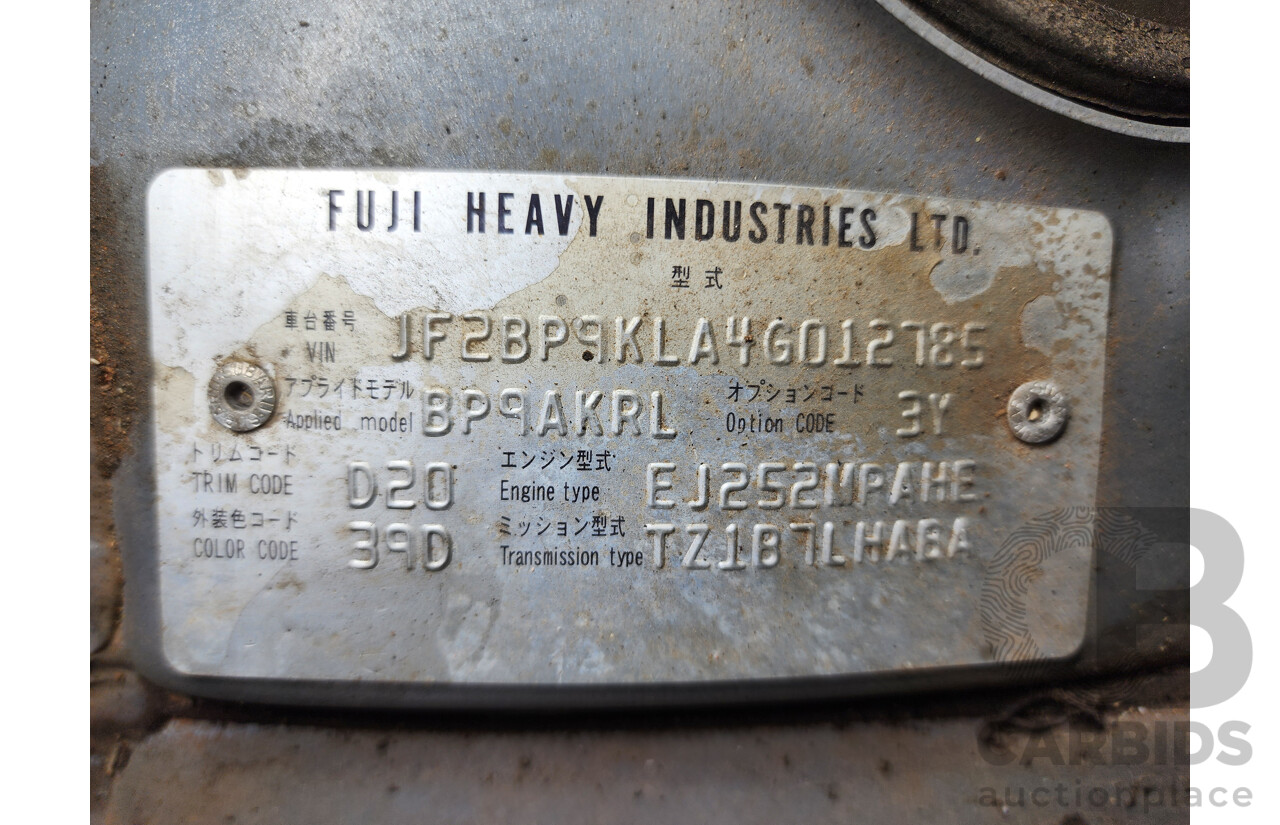 FUJI HEAVY INDUSTRIES LTD.
型式
車台番号
VIN JF2BP9KLA4G012785
アプライドモデル オプションコード
Applied model BP9AKRL Option CODE 3Y
トリムコード エンジン型式
TRIM CODE D20 Engine type EJ252MPAHE
外装色コード ミッション型式
COLOR CODE 39D Transmission type TZ1B7LHABA
CB
CARBIDS
auctionplace